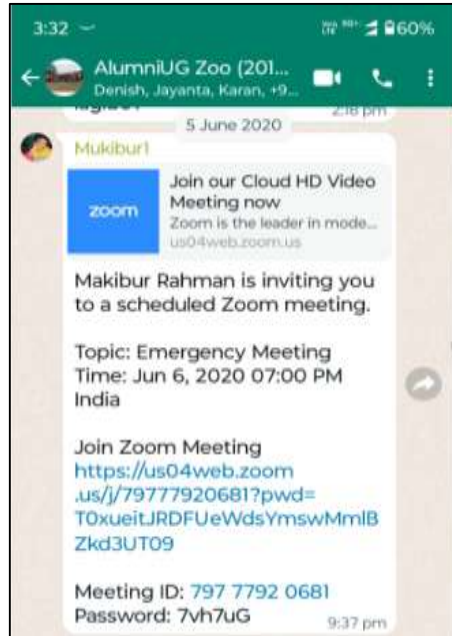 3:32
60%
AlumniUG Zoo (201...
Denish, Jayanta, Karan, +9...
2:18 pm
5 June 2020
Mukibur1
zoom
Join our Cloud HD Video
Meeting now
Zoom is the leader in mode...
us04web.zoom.us
Makibur Rahman is inviting you
to a scheduled Zoom meeting.
Topic: Emergency Meeting
Time: Jun 6, 2020 07:00 PM
India
Join Zoom Meeting
https://us04web.zoom
.us/j/79777920681?pwd=
T0xueitJRDFUeWdsYmswMmlB
Zkd3UT09
Meeting ID: 797 7792 0681
Password: 7vh7uG
9:37 pm